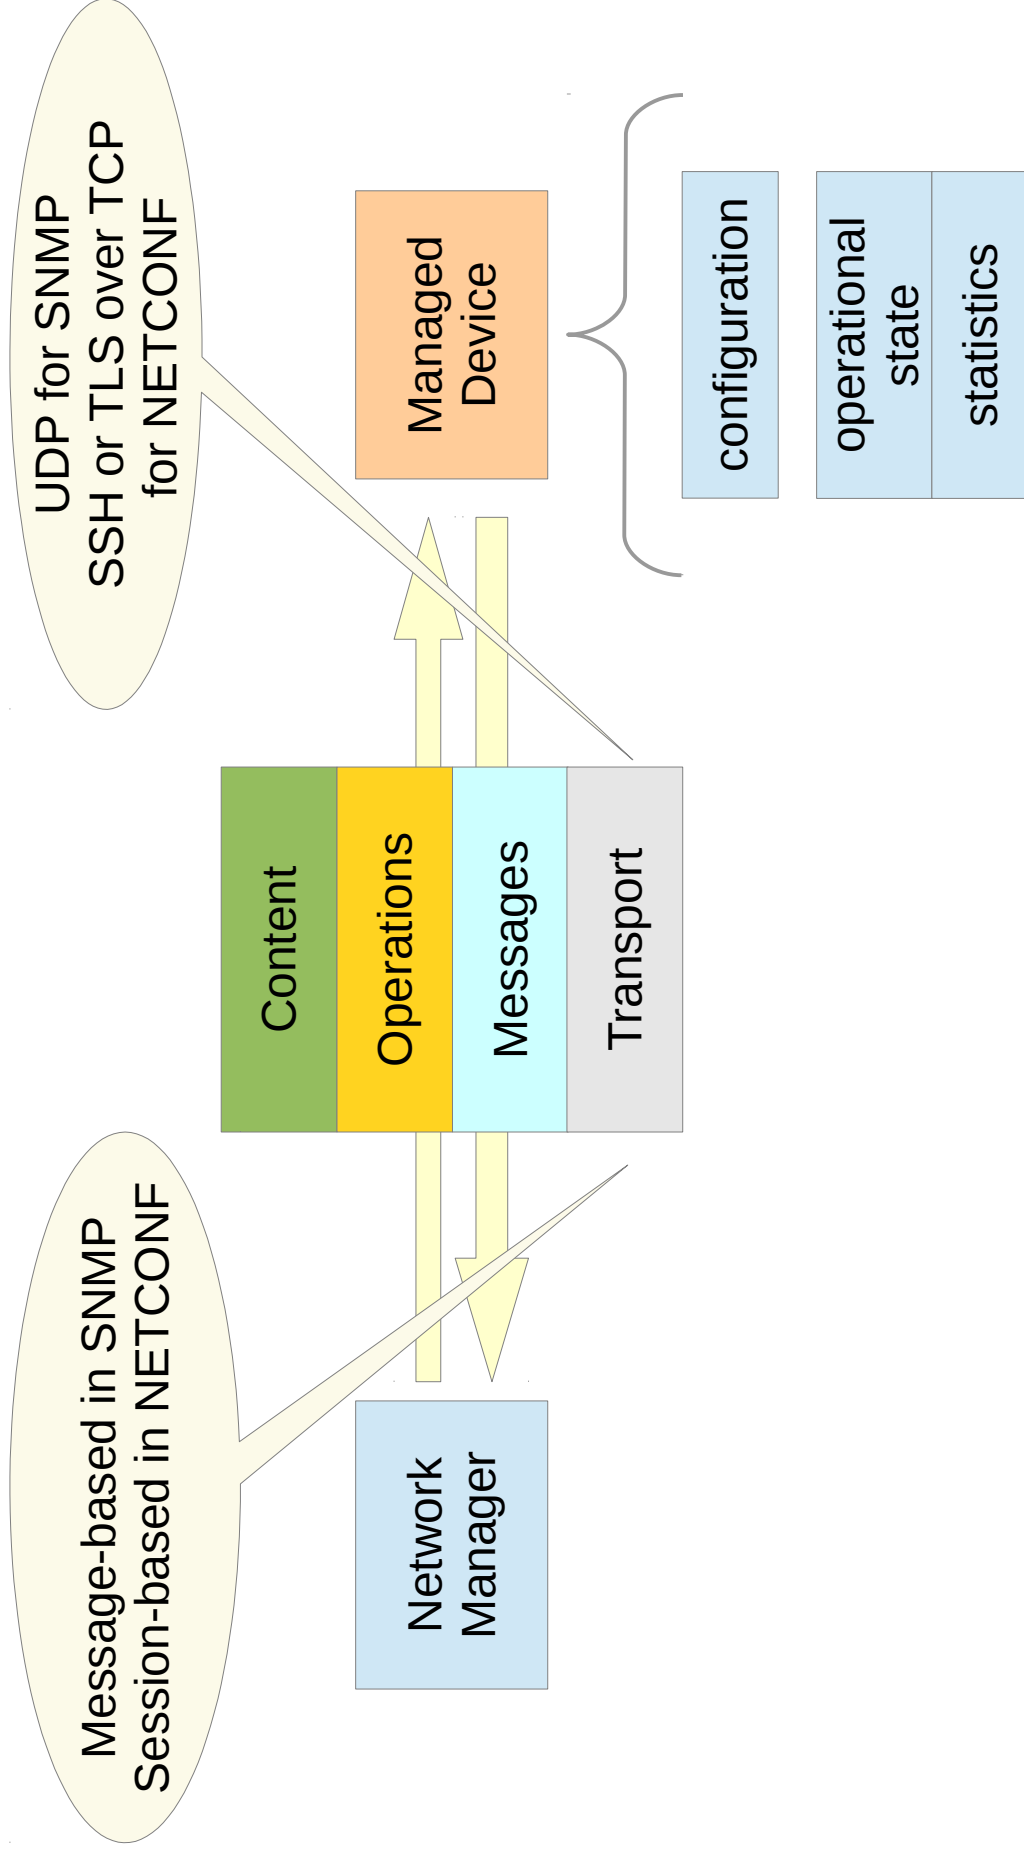 Message-based in SNMP
Session-based in NETCONF
UDP for SNMP
SSH or TLS over TCP
for NETCONF
Network
Manager
Content
Operations
Messages
Transport
Managed
Device
configuration
operational
state
statistics